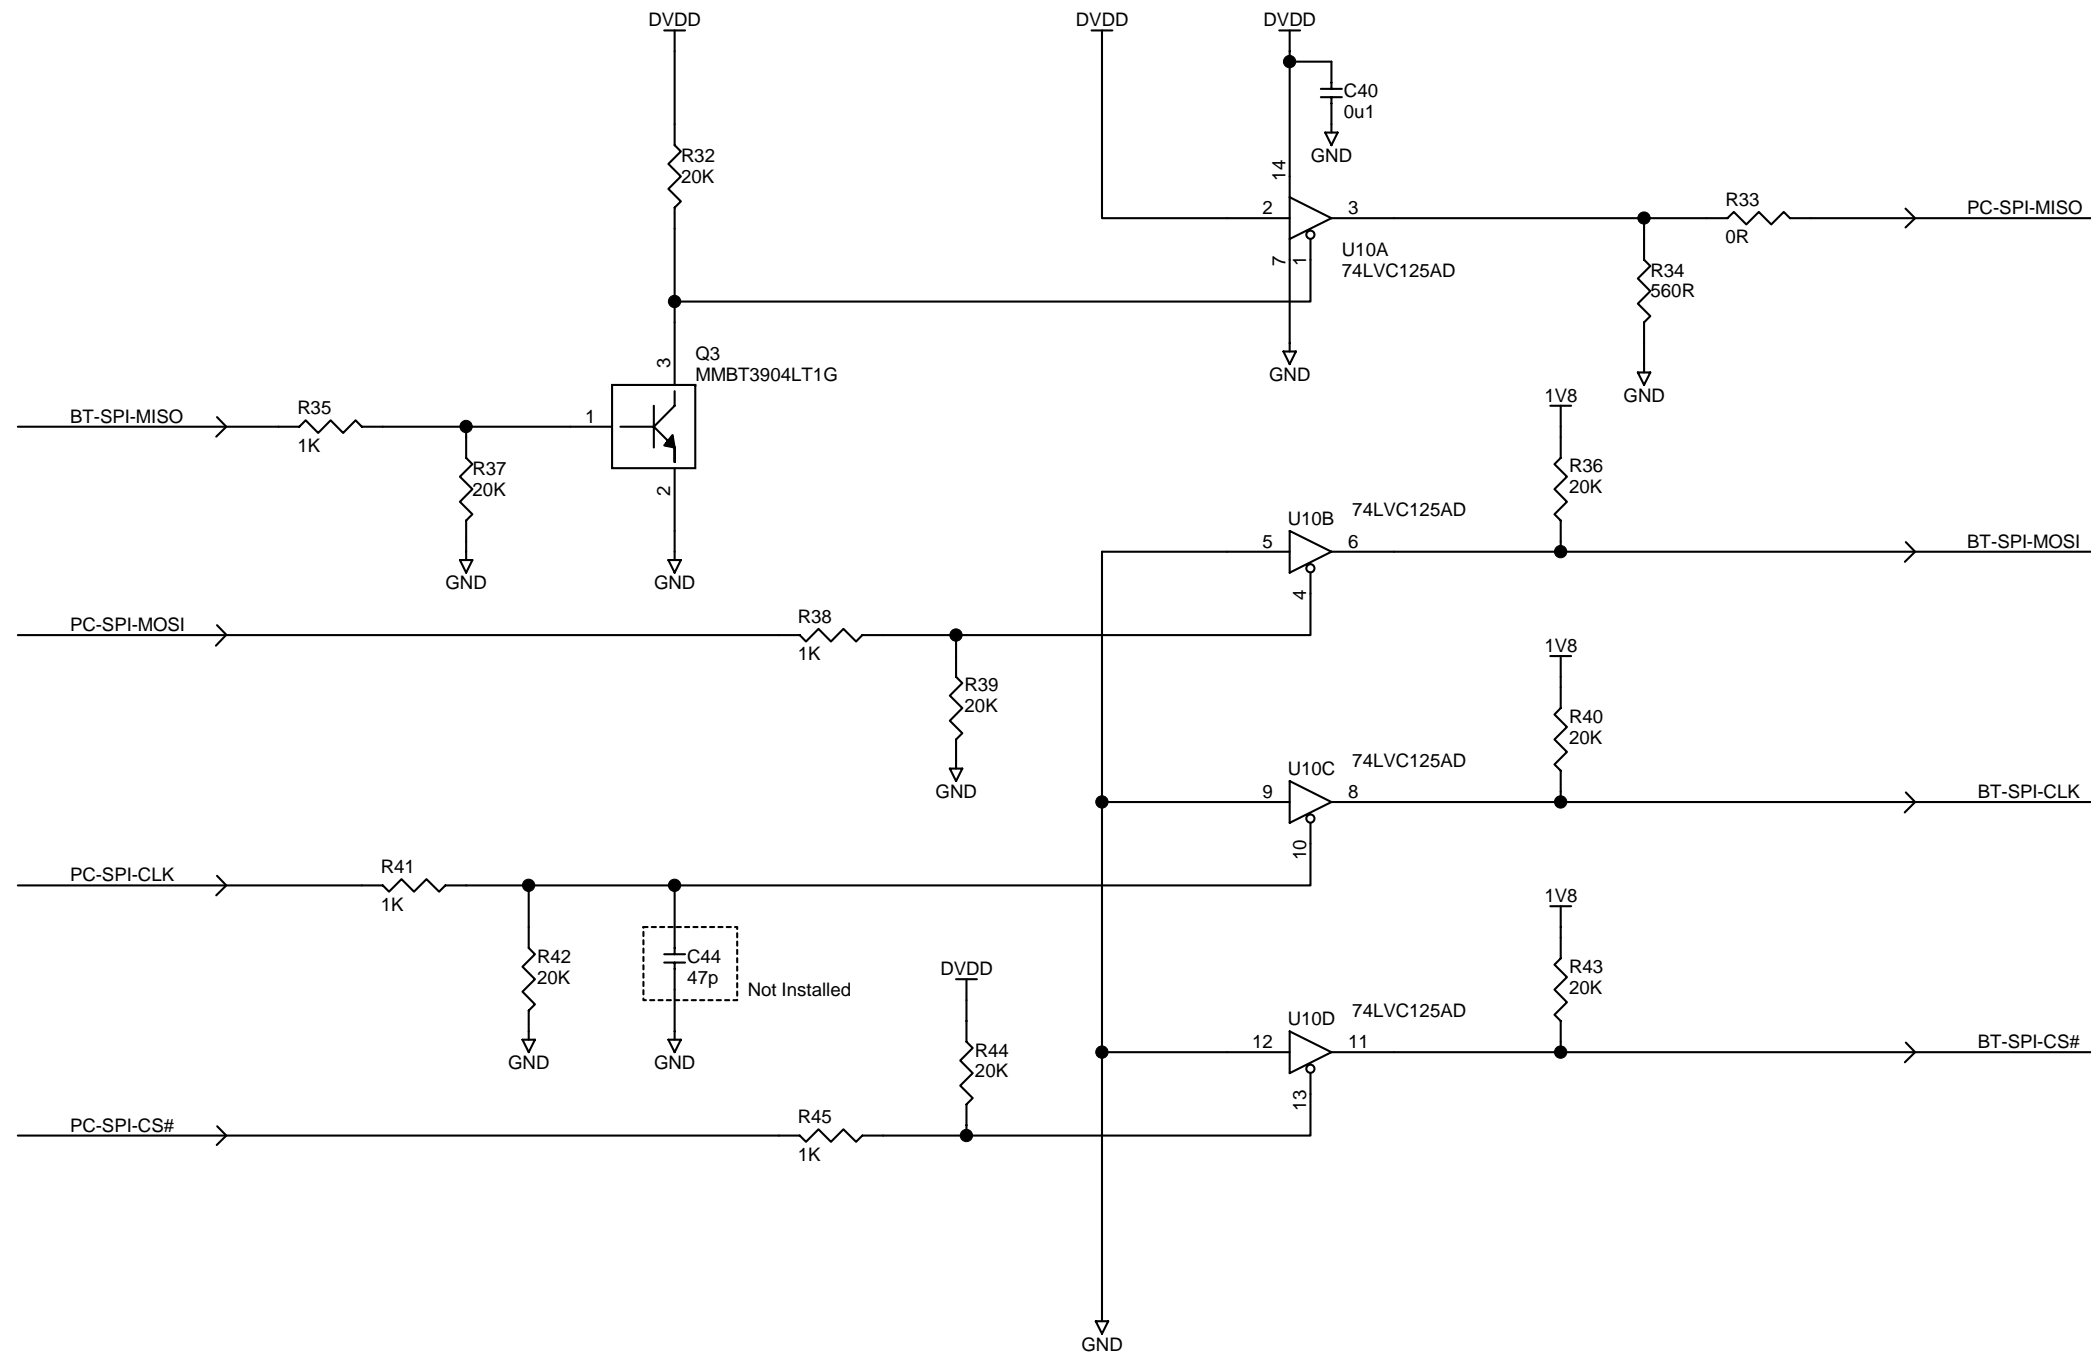 DVDD
DVDD
DVDD
C40
0u1
GND
R32
20K
14
2
3
7
1
U10A
74LVC125AD
R33
0R
PC-SPI-MISO
R34
560R
GND
GND
Q3
MMBT3904LT1G
3
1
2
BT-SPI-MISO
R35
1K
R37
20K
GND
GND
1V8
R36
20K
U10B
74LVC125AD
5
6
4
BT-SPI-MOSI
PC-SPI-MOSI
R38
1K
R39
20K
GND
1V8
R40
20K
U10C
74LVC125AD
9
8
10
BT-SPI-CLK
PC-SPI-CLK
R41
1K
R42
20K
GND
C44
47p
Not Installed
GND
DVDD
R44
20K
1V8
R43
20K
U10D
74LVC125AD
12
11
13
BT-SPI-CS#
PC-SPI-CS#
R45
1K
GND